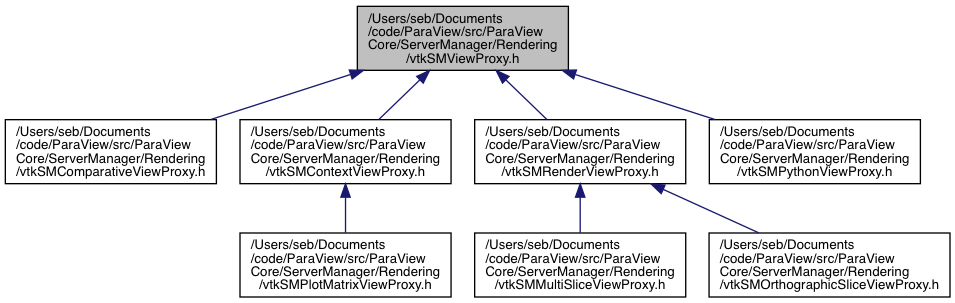 /Users/seb/Documents
/code/ParaView/src/ParaView
Core/ServerManager/Rendering
/vtkSMViewProxy.h
/Users/seb/Documents
/code/ParaView/src/ParaView
Core/ServerManager/Rendering
/vtkSMComparativeViewProxy.h
/Users/seb/Documents
/code/ParaView/src/ParaView
Core/ServerManager/Rendering
/vtkSMContextViewProxy.h
/Users/seb/Documents
/code/ParaView/src/ParaView
Core/ServerManager/Rendering
/vtkSMRenderViewProxy.h
/Users/seb/Documents
/code/ParaView/src/ParaView
Core/ServerManager/Rendering
/vtkSMPythonViewProxy.h
/Users/seb/Documents
/code/ParaView/src/ParaView
Core/ServerManager/Rendering
/vtkSMPlotMatrixViewProxy.h
/Users/seb/Documents
/code/ParaView/src/ParaView
Core/ServerManager/Rendering
/vtkSMMultiSliceViewProxy.h
/Users/seb/Documents
/code/ParaView/src/ParaView
Core/ServerManager/Rendering
/vtkSMOrthographicSliceViewProxy.h